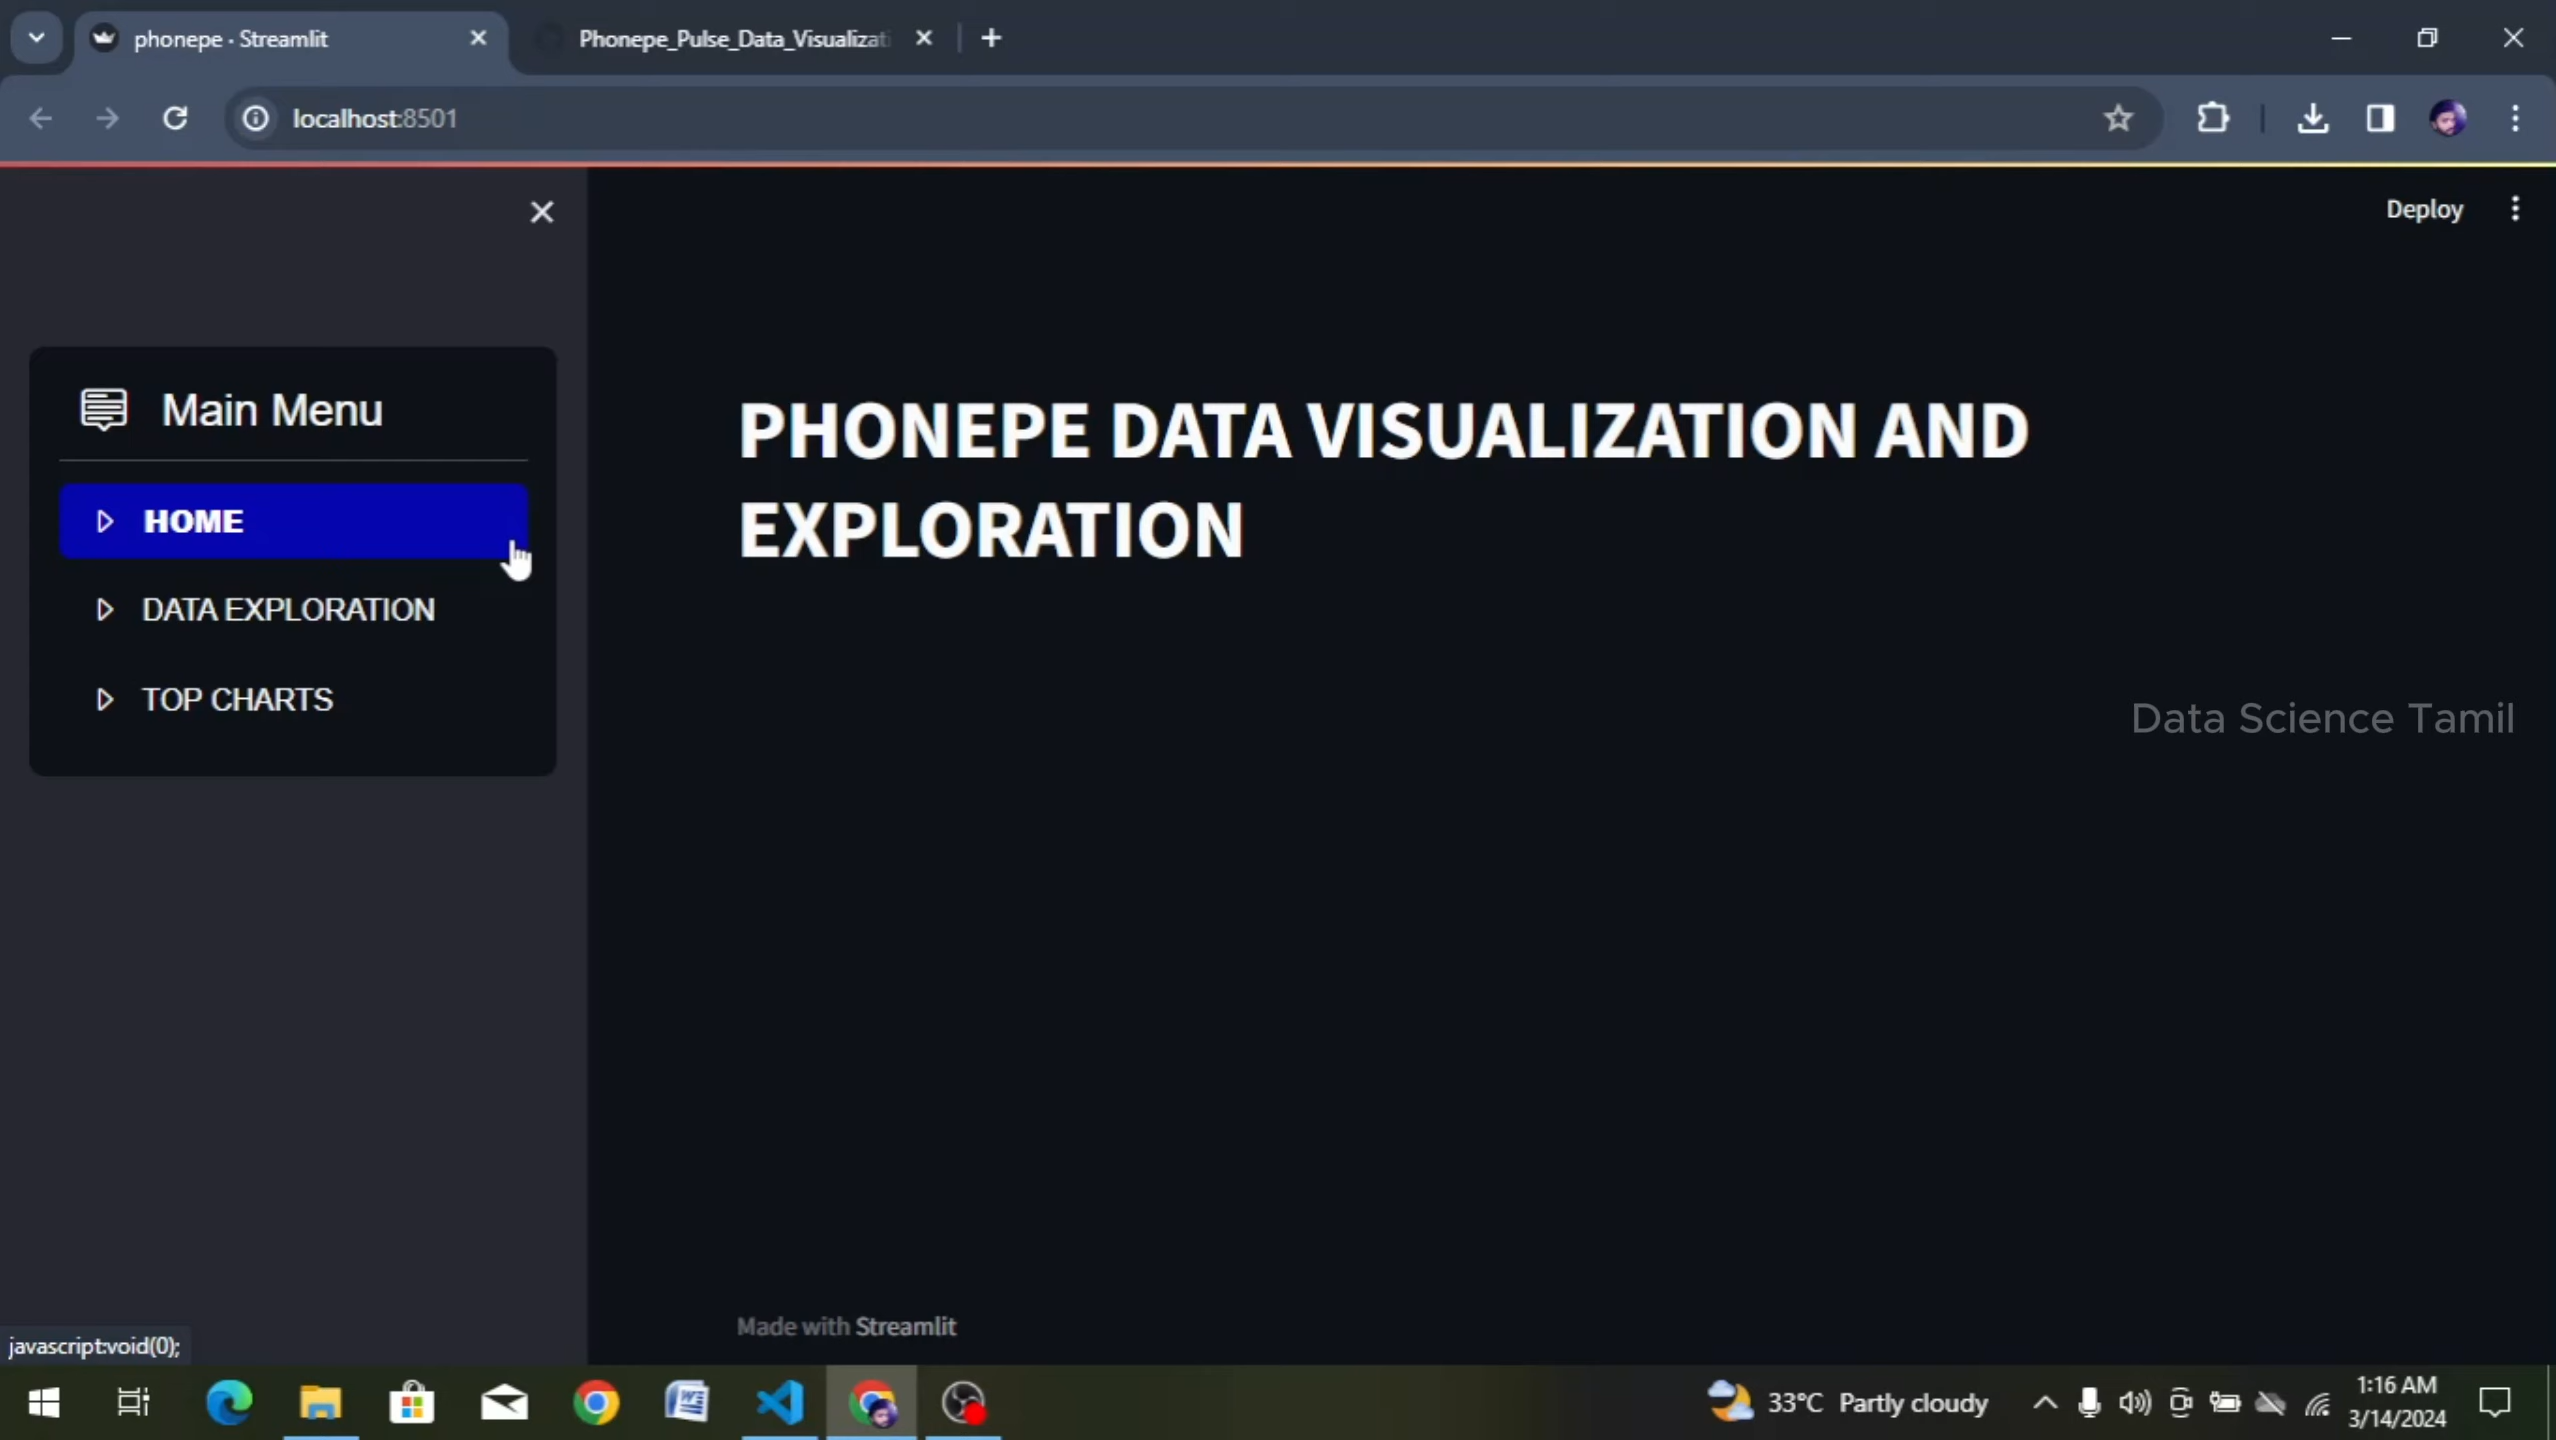 phonepe · Streamlit
Phonepe_Pulse_Data_Visualizati
localhost:8501
Deploy
Main Menu
HOME
DATA EXPLORATION
TOP CHARTS
PHONEPE DATA VISUALIZATION AND
EXPLORATION
Data Science Tamil
Made with Streamlit
javascript:void(0);
33°C Partly cloudy
1:16 AM
3/14/2024